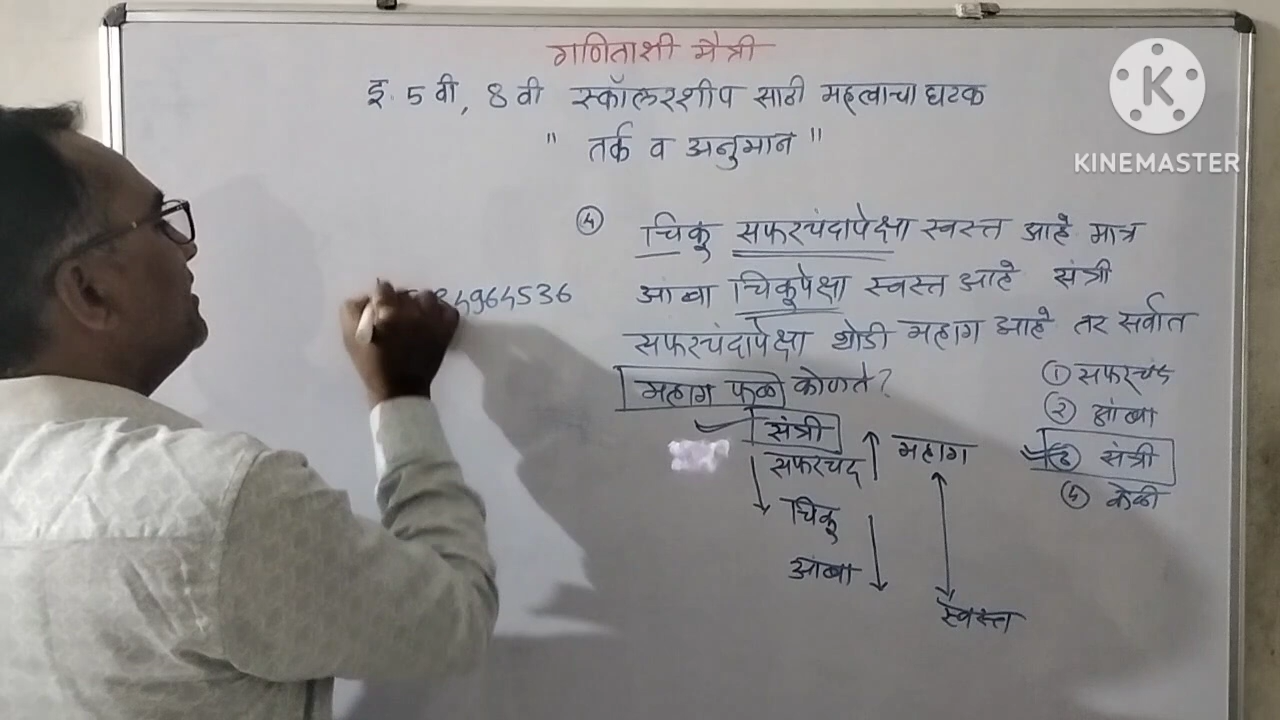 गणिताशी मैत्री
इ. 5 वी, 8 वी स्कॉलरशीप साठी महत्वाचा घटक
" तर्क व अनुमान "
K
KINEMASTER
④ चिकू सफरचंदापेक्षा स्वस्त आहे मात्र
आंबा चिकूपेक्षा स्वस्त आहे संत्री
सफरचंदापेक्षा थोडी महाग आहे तर सर्वात
महाग फळ कोणते?
① सफरचंद
② आंब्बा
③ संत्री
④ केळी
संत्री
सफरचंद
चिकू
आंब्बा
महाग
स्वस्त
964536